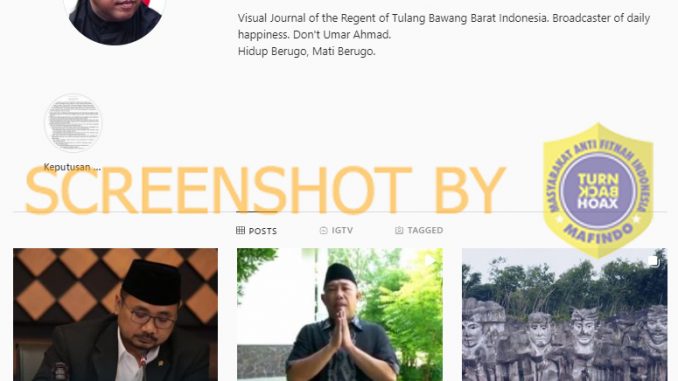 Visual Journal of the Regent of Tulang Bawang Barat Indonesia. Broadcaster of daily
happiness. Don't Umar Ahmad.
Hidup Berugo, Mati Berugo.
Keputusan ...
SCREENSHOT BY
MASYARAKAT ANTI FITNAH INDONESIA
TURN
BACK
HOAX
MAFINDO
POSTS IGTV TAGGED